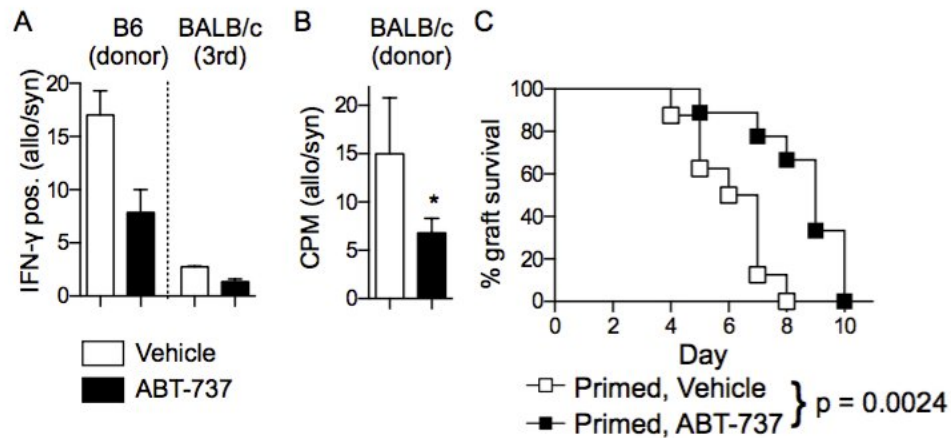 A
B6
(donor)
BALB/c
(3rd)
IFN-γ pos. (allo/syn)
20
15
10
5
0
Vehicle
ABT-737
B
BALB/c
(donor)
CPM (allo/syn)
20
15
10
5
0
*
C
% graft survival
100
80
60
40
20
0
0 2 4 6 8 10
Day
Primed, Vehicle
Primed, ABT-737
} p = 0.0024